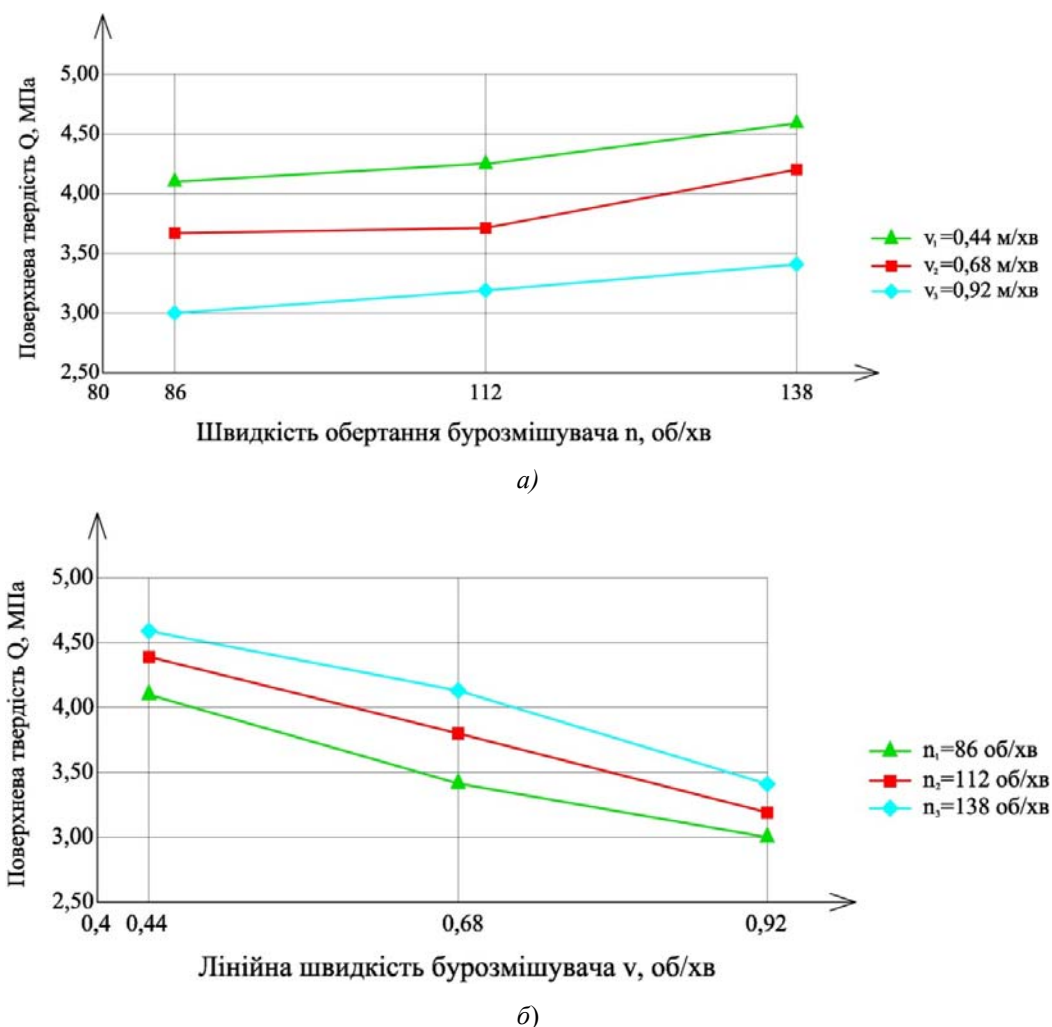 Поверхнева твердість Q, МПа
5,00
4,50
4,00
3,50
3,00
2,50
80 86 112 138
v₁=0,44 м/хв
v₂=0,68 м/хв
v₃=0,92 м/хв
Швидкість обертання бурозмішувача n, об/хв
а)
Поверхнева твердість Q, МПа
5,00
4,50
4,00
3,50
3,00
2,50
0,4 0,44 0,68 0,92
n₁=86 об/хв
n₂=112 об/хв
n₃=138 об/хв
Лінійна швидкість бурозмішувача v, об/хв
б)